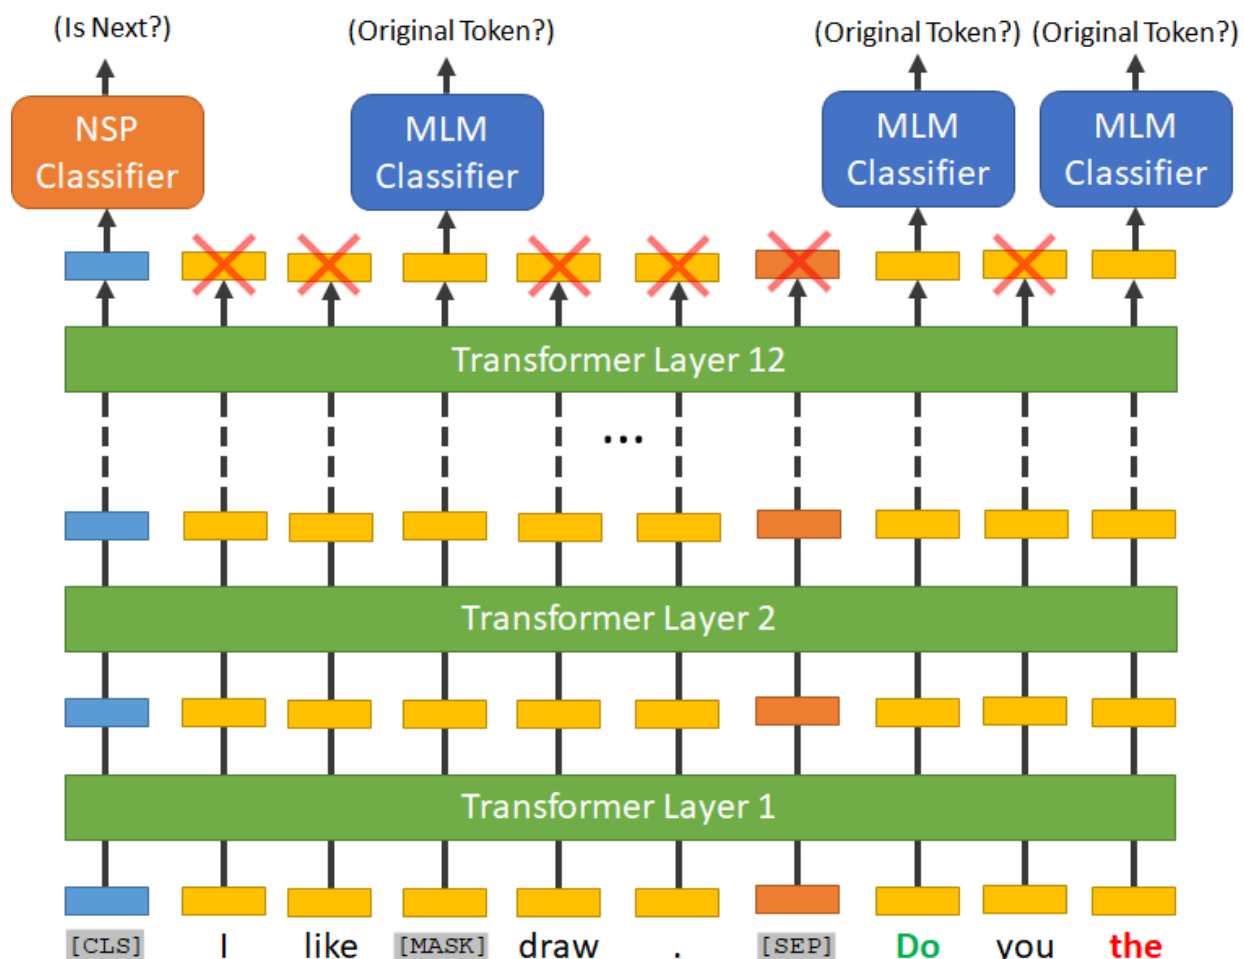 (Is Next?) (Original Token?) (Original Token?) (Original Token?)
NSP Classifier
MLM Classifier
MLM Classifier
MLM Classifier
Transformer Layer 12
...
Transformer Layer 2
Transformer Layer 1
[CLS] I like [MASK] draw . [SEP] Do you the